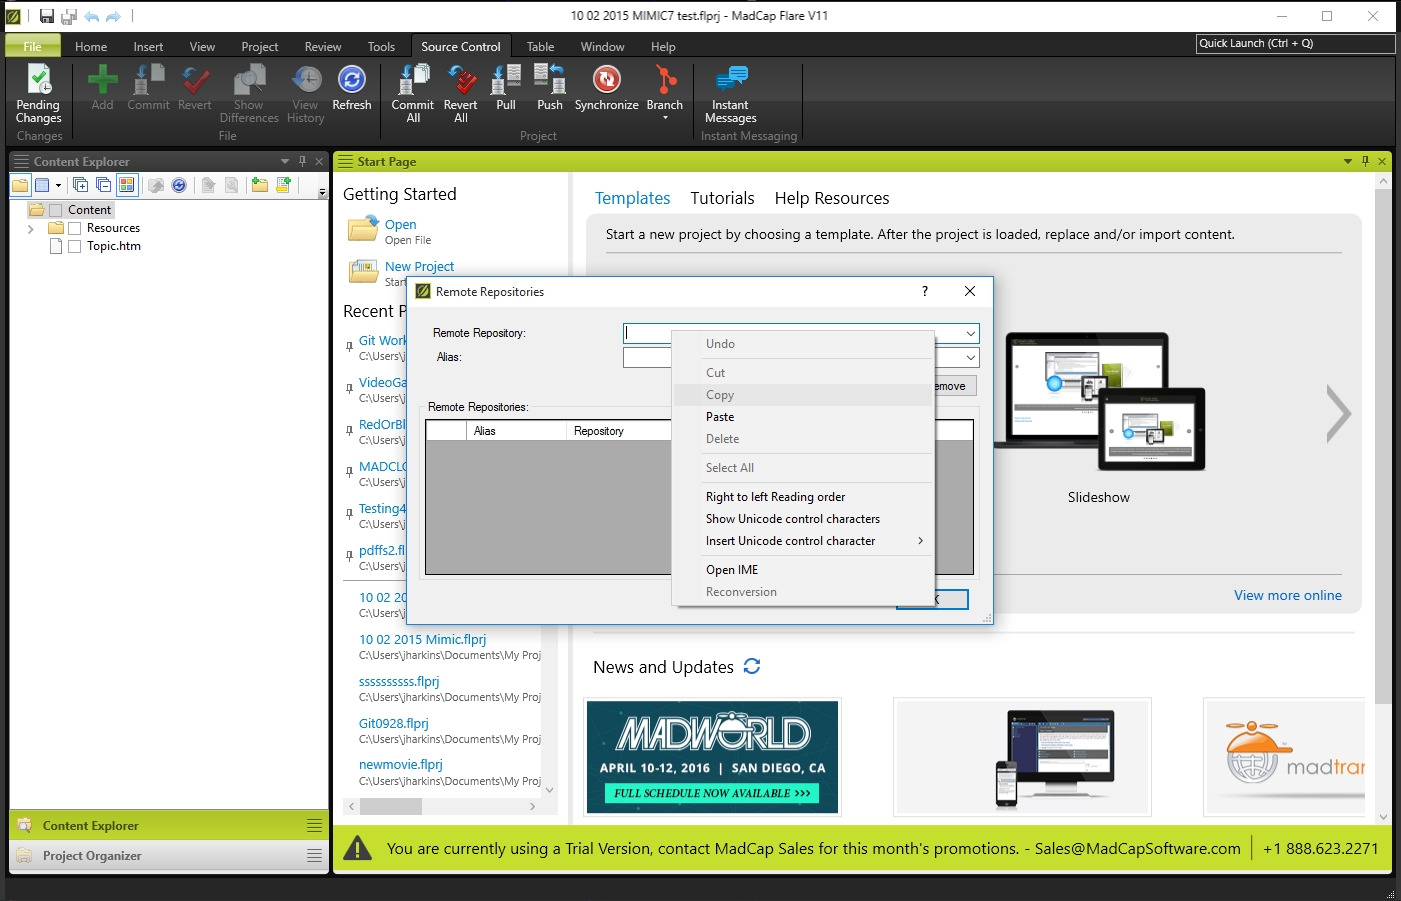 10 02 2015 MIMIC7 test.flprj - MadCap Flare V11
File Home Insert View Project Review Tools Source Control Table Window Help
Quick Launch (Ctrl + Q)
Pending Changes
Add
Commit
Revert
Show Differences
View History
Refresh
Commit All
Revert All
Pull
Push
Synchronize
Branch
Instant Messages
Changes
File
Project
Instant Messaging
Content Explorer
Content
Resources
Topic.htm
Content Explorer
Project Organizer
Start Page
Getting Started
Open
Open File
New Project
Start
Recent P
Git Work
C:\Users\j
VideoGa
C:\Users\j
RedOrBl
C:\Users\j
MADCLO
C:\Users\j
Testing4
C:\Users\j
pdffs2.fl
C:\Users\j
10 02 20
C:\Users\j
10 02 2015 Mimic.flprj
C:\Users\jharkins\Documents\My Proj
ssssssssss.flprj
C:\Users\jharkins\Documents\My Proj
Git0928.flprj
C:\Users\jharkins\Documents\My Proj
newmovie.flprj
C:\Users\jharkins\Documents\My Proj
Templates Tutorials Help Resources
Start a new project by choosing a template. After the project is loaded, replace and/or import content.
Slideshow
View more online
Remote Repositories
?
Remote Repository:
Alias:
emove
Remote Repositories:
Alias Repository
K
Undo
Cut
Copy
Paste
Delete
Select All
Right to left Reading order
Show Unicode control characters
Insert Unicode control character
Open IME
Reconversion
News and Updates
MADWORLD
APRIL 10-12, 2016 | SAN DIEGO, CA
FULL SCHEDULE NOW AVAILABLE >>>
madtran
You are currently using a Trial Version, contact MadCap Sales for this month's promotions. - Sales@MadCapSoftware.com +1 888.623.2271